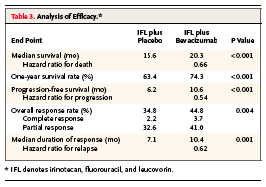 Table 3. Analysis of Efficacy.*
End Point IFL plus Placebo IFL plus Bevacizumab P Value
Median survival (mo) 15.6 20.3 <0.001
Hazard ratio for death 0.66
One-year survival rate (%) 63.4 74.3 <0.001
Progression-free survival (mo) 6.2 10.6 <0.001
Hazard ratio for progression 0.54
Overall response rate (%) 34.8 44.8 0.004
Complete response 2.2 3.7
Partial response 32.6 41.0
Median duration of response (mo) 7.1 10.4 0.001
Hazard ratio for relapse 0.62
* IFL denotes irinotecan, fluorouracil, and leucovorin.